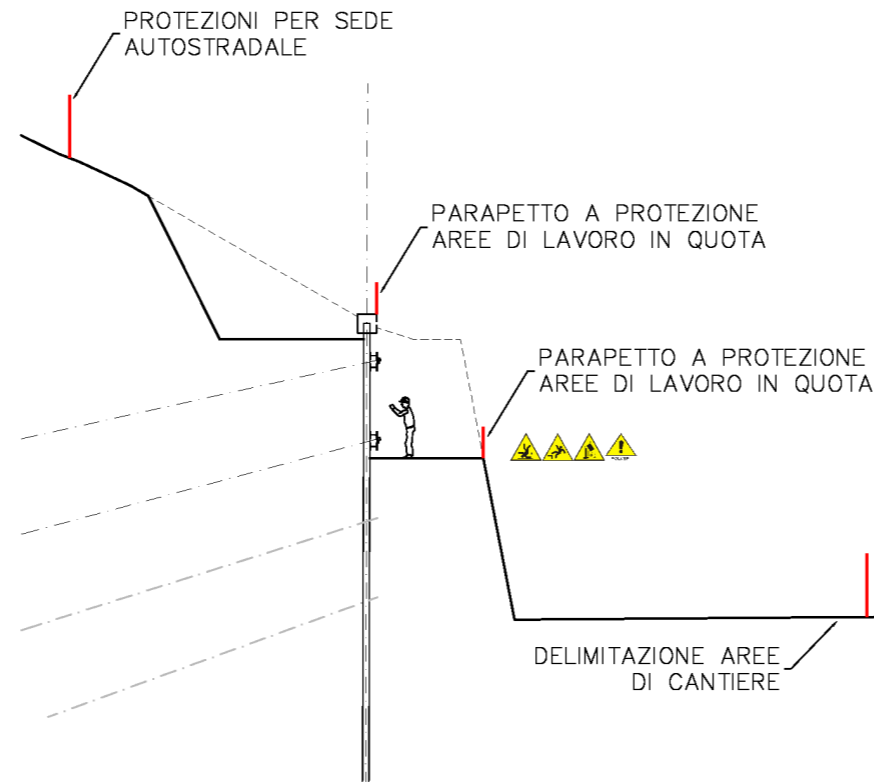 PROTEZIONI PER SEDE
AUTOSTRADALE
PARAPETTO A PROTEZIONE
AREE DI LAVORO IN QUOTA
PARAPETTO A PROTEZIONE
AREE DI LAVORO IN QUOTA
DELIMITAZIONE AREE
DI CANTIERE